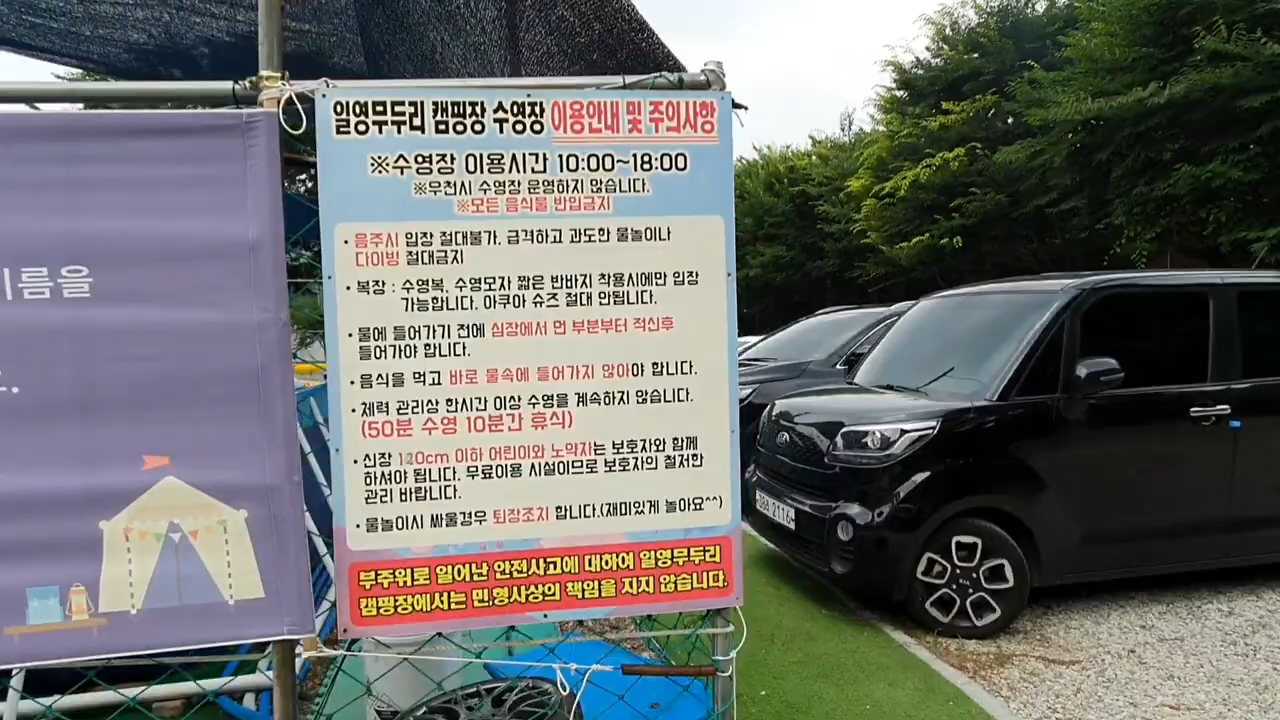 이름을
일영무두리 캠핑장 수영장 이용안내 및 주의사항
※수영장 이용시간 10:00~18:00
※우천시 수영장 운영하지 않습니다.
※모든 음식물 반입금지
• 음주시 입장 절대불가. 급격하고 과도한 물놀이나
다이빙 절대금지
• 복장 : 수영복, 수영모자 짧은 반바지 착용시에만 입장
가능합니다. 아쿠아 슈즈 절대 안됩니다.
• 물에 들어가기 전에 심장에서 먼 부분부터 적신후
들어가야 합니다.
• 음식을 먹고 바로 물속에 들어가지 않아야 합니다.
• 체력 관리상 한시간 이상 수영을 계속하지 않습니다.
(50분 수영 10분간 휴식)
• 신장 120cm 이하 어린이와 노약자는 보호자와 함께
하셔야 됩니다. 무료이용 시설이므로 보호자의 철저한
관리 바랍니다.
• 물놀이시 싸울경우 퇴장조치 합니다.(재미있게 놀아요^^)
부주위로 일어난 안전사고에 대하여 일영무두리
캠핑장에서는 민,형사상의 책임을 지지 않습니다.
2116